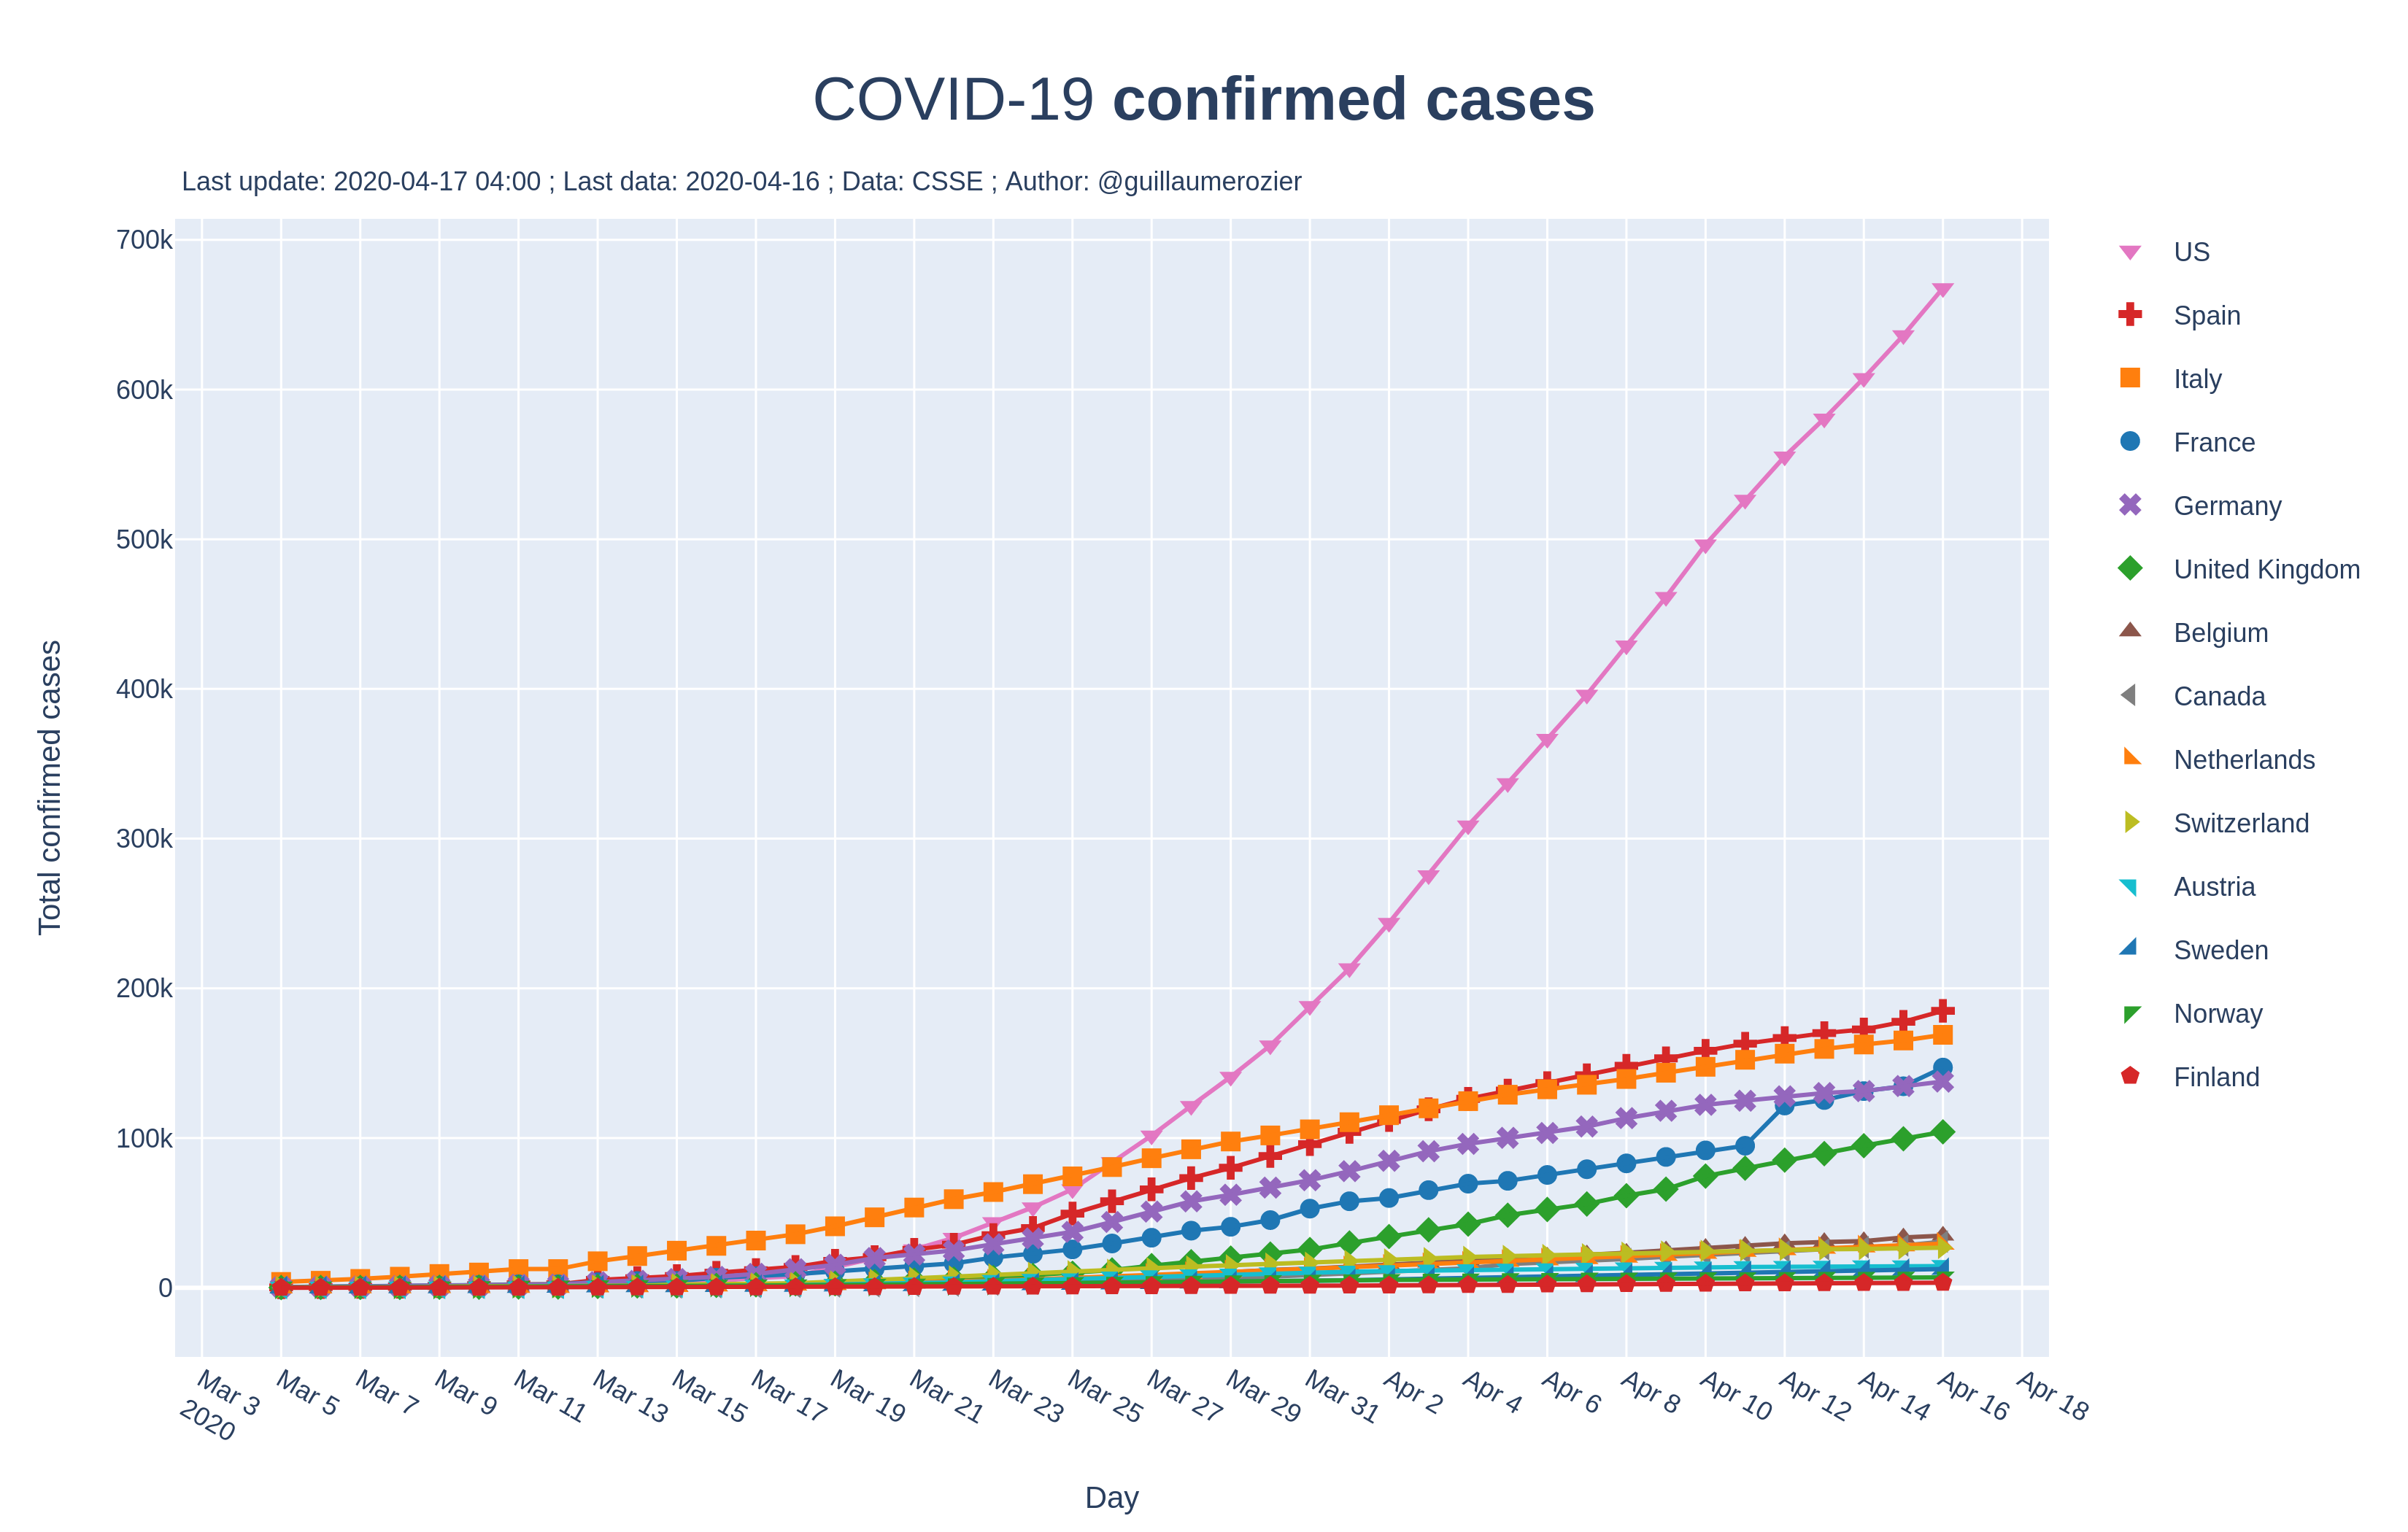 COVID-19 confirmed cases
Last update: 2020-04-17 04:00 ; Last data: 2020-04-16 ; Data: CSSE ; Author: @guillaumerozier
700k
600k
500k
400k
300k
200k
100k
0
Total confirmed cases
Mar 3
2020
Mar 5
Mar 7
Mar 9
Mar 11
Mar 13
Mar 15
Mar 17
Mar 19
Mar 21
Mar 23
Mar 25
Mar 27
Mar 29
Mar 31
Apr 2
Apr 4
Apr 6
Apr 8
Apr 10
Apr 12
Apr 14
Apr 16
Apr 18
Day
US
Spain
Italy
France
Germany
United Kingdom
Belgium
Canada
Netherlands
Switzerland
Austria
Sweden
Norway
Finland